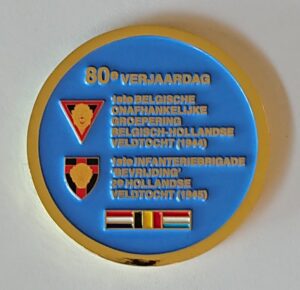 80e VERJAARDAG
1ste BELGISCHE
ONAFHANKELIJKE
GROEPERING
BELGISCH-HOLLANDSE
VELDTOCHT (1944)
1ste INFANTERIEBRIGADE
'BEVRIJDING'
2e HOLLANDSE
VELDTOCHT (1945)